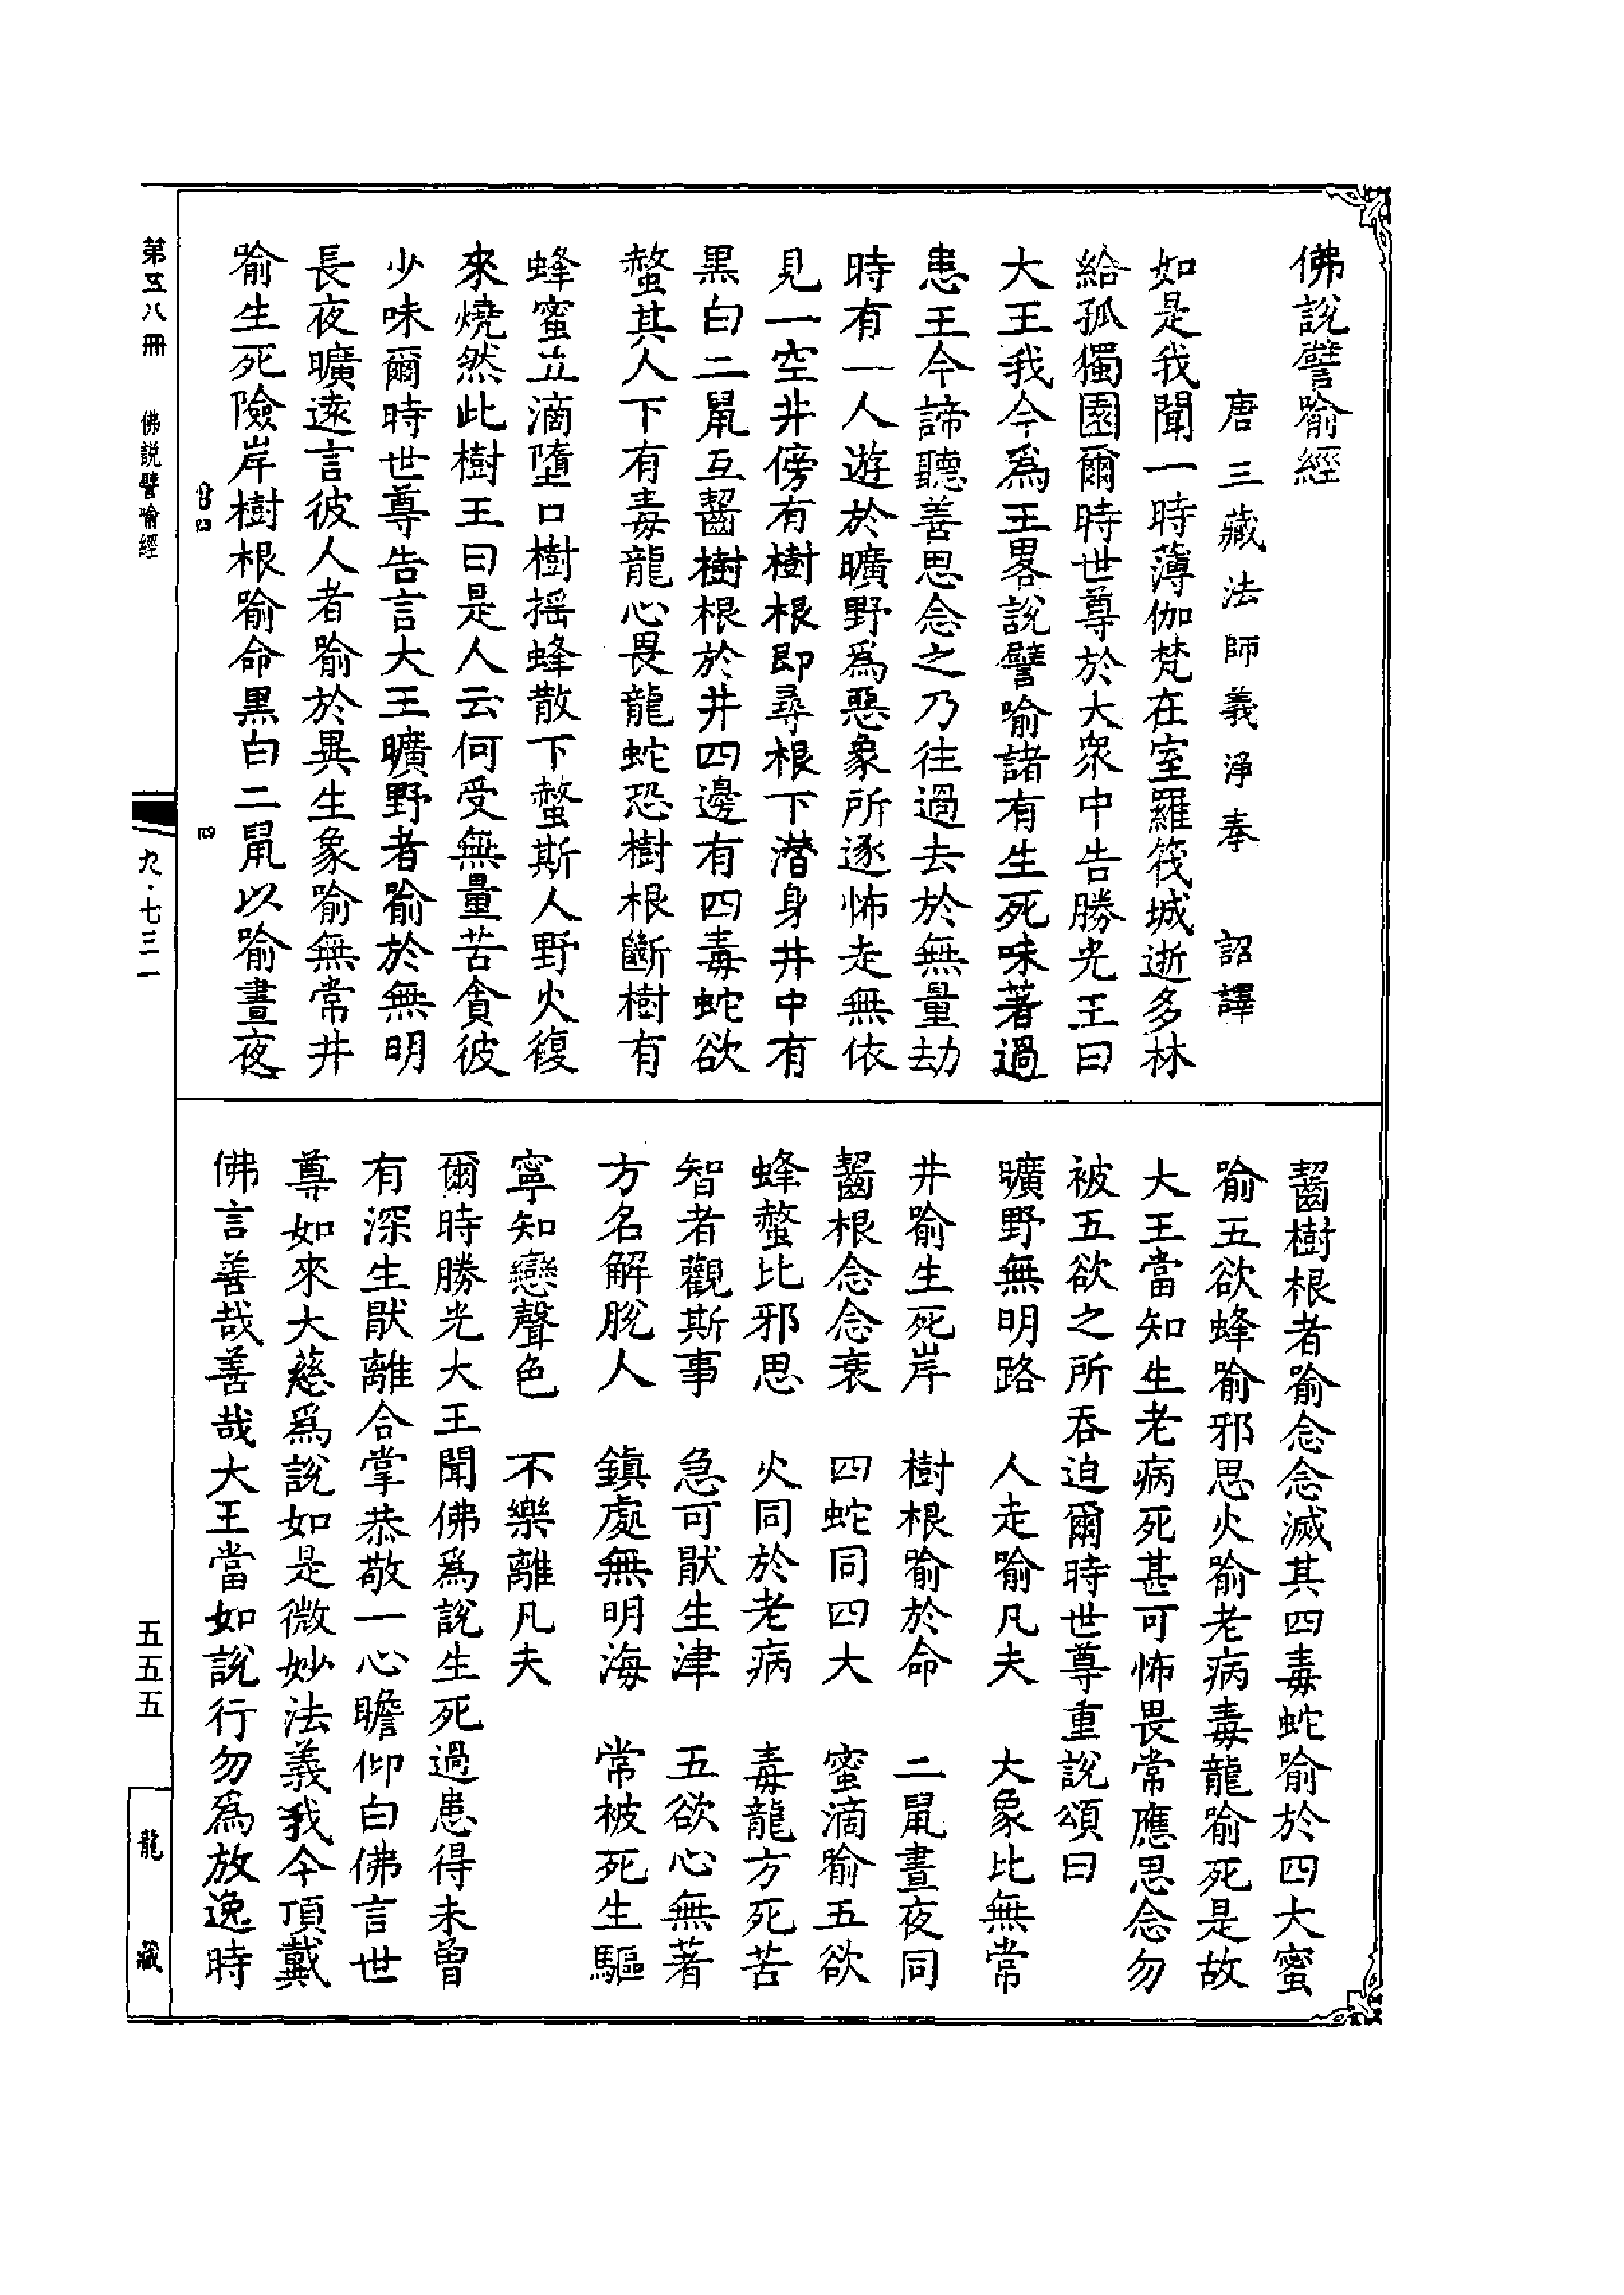 佛說譬喻經
唐三藏法師義淨奉　詔譯
如是我聞一時薄伽梵在室羅筏城逝多林
給孤獨園爾時世尊於大衆中告勝光王曰
大王我今爲王畧說譬喻諸有生死味著過
患王今諦聽善思念之乃往過去於無量劫
時有一人遊於曠野爲惡象所逐怖走無依
見一空井傍有樹根即尋根下潜身井中有
黑白二鼠互齧樹根於井四邊有四毒蛇欲
螫其人下有毒龍心畏龍蛇恐樹根斷樹有
蜂蜜五滴墮口樹搖蜂散下螫斯人野火復
來燒然此樹王曰是人云何受無量苦貪彼
少味爾時世尊告言大王曠野者喻於無明
長夜曠遠言彼人者喻於異生象喻無常井
喻生死險岸樹根喻命黑白二鼠以喻晝夜
齧樹根者喻念念滅其四毒蛇喻於四大蜜
喻五欲蜂喻邪思火喻老病毒龍喻死是故
大王當知生老病死甚可怖畏常應思念勿
被五欲之所吞迫爾時世尊重說頌曰
曠野無明路　人走喻凡夫　大象比無常
井喻生死岸　樹根喻於命　二鼠晝夜同
齧根念念衰　四蛇同四大　蜜滴喻五欲
蜂螫比邪思　火同於老病　毒龍方死苦
智者觀斯事　急可猒生津　五欲心無著
方名解脫人　鎮處無明海　常被死生驅
寧知戀聲色　不樂離凡夫
爾時勝光大王聞佛爲說生死過患得未曾
有深生猒離合掌恭敬一心瞻仰白佛言世
尊如來大慈爲說如是微妙法義我今頂戴
佛言善哉善哉大王當如說行勿爲放逸時
第五八冊　佛說譬喻經
九·七三一
四
五五五
龍藏